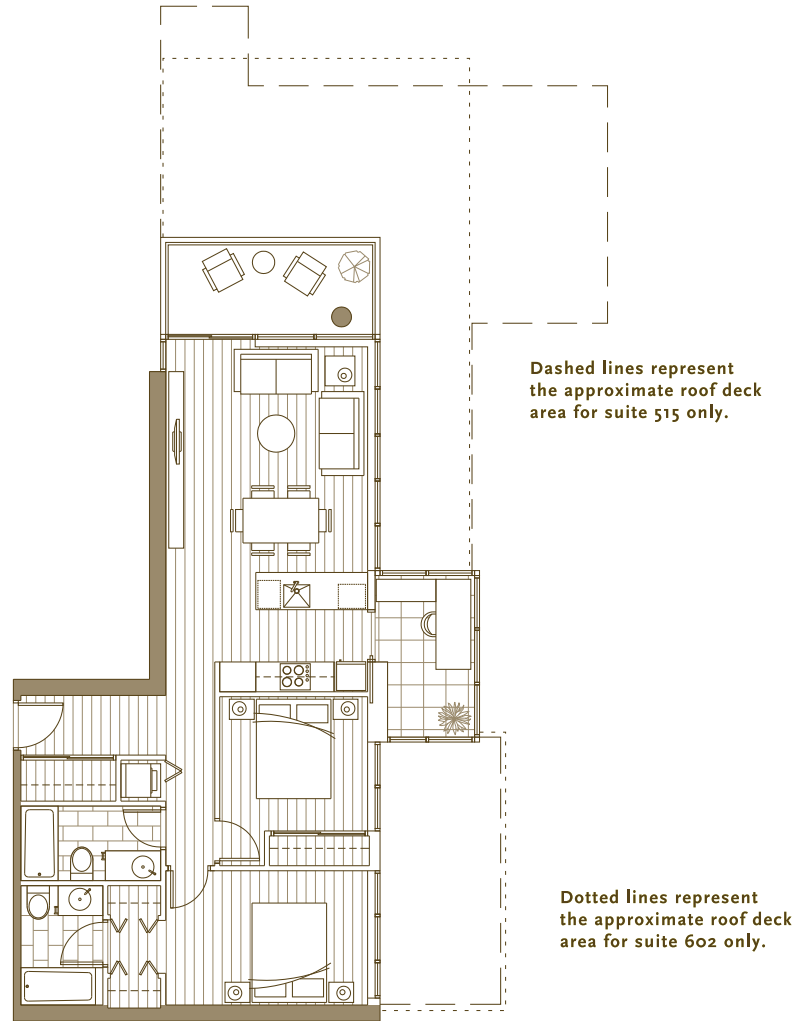 Dashed lines represent
the approximate roof deck
area for suite 515 only.
Dotted lines represent
the approximate roof deck
area for suite 602 only.